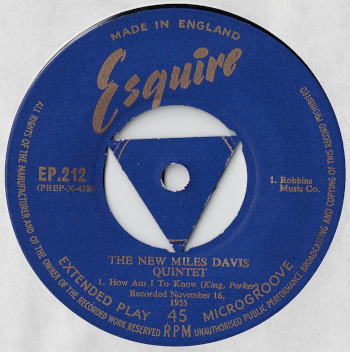 MADE IN ENGLAND
Esquire
EP.212
(PREP-X-42B)
1. Robbins
Music Co.
THE NEW MILES DAVIS
QUINTET
1. How Am I To Know (King, Parker)
Recorded November 16,
1955
EXTENDED PLAY 45 MICROGROOVE
RPM
ALL RIGHTS OF THE MANUFACTURER AND OF THE OWNER OF THE RECORDED WORK RESERVED
UNAUTHORISED PUBLIC PERFORMANCE BROADCASTING AND COPYING OF THIS RECORD PROHIBITED